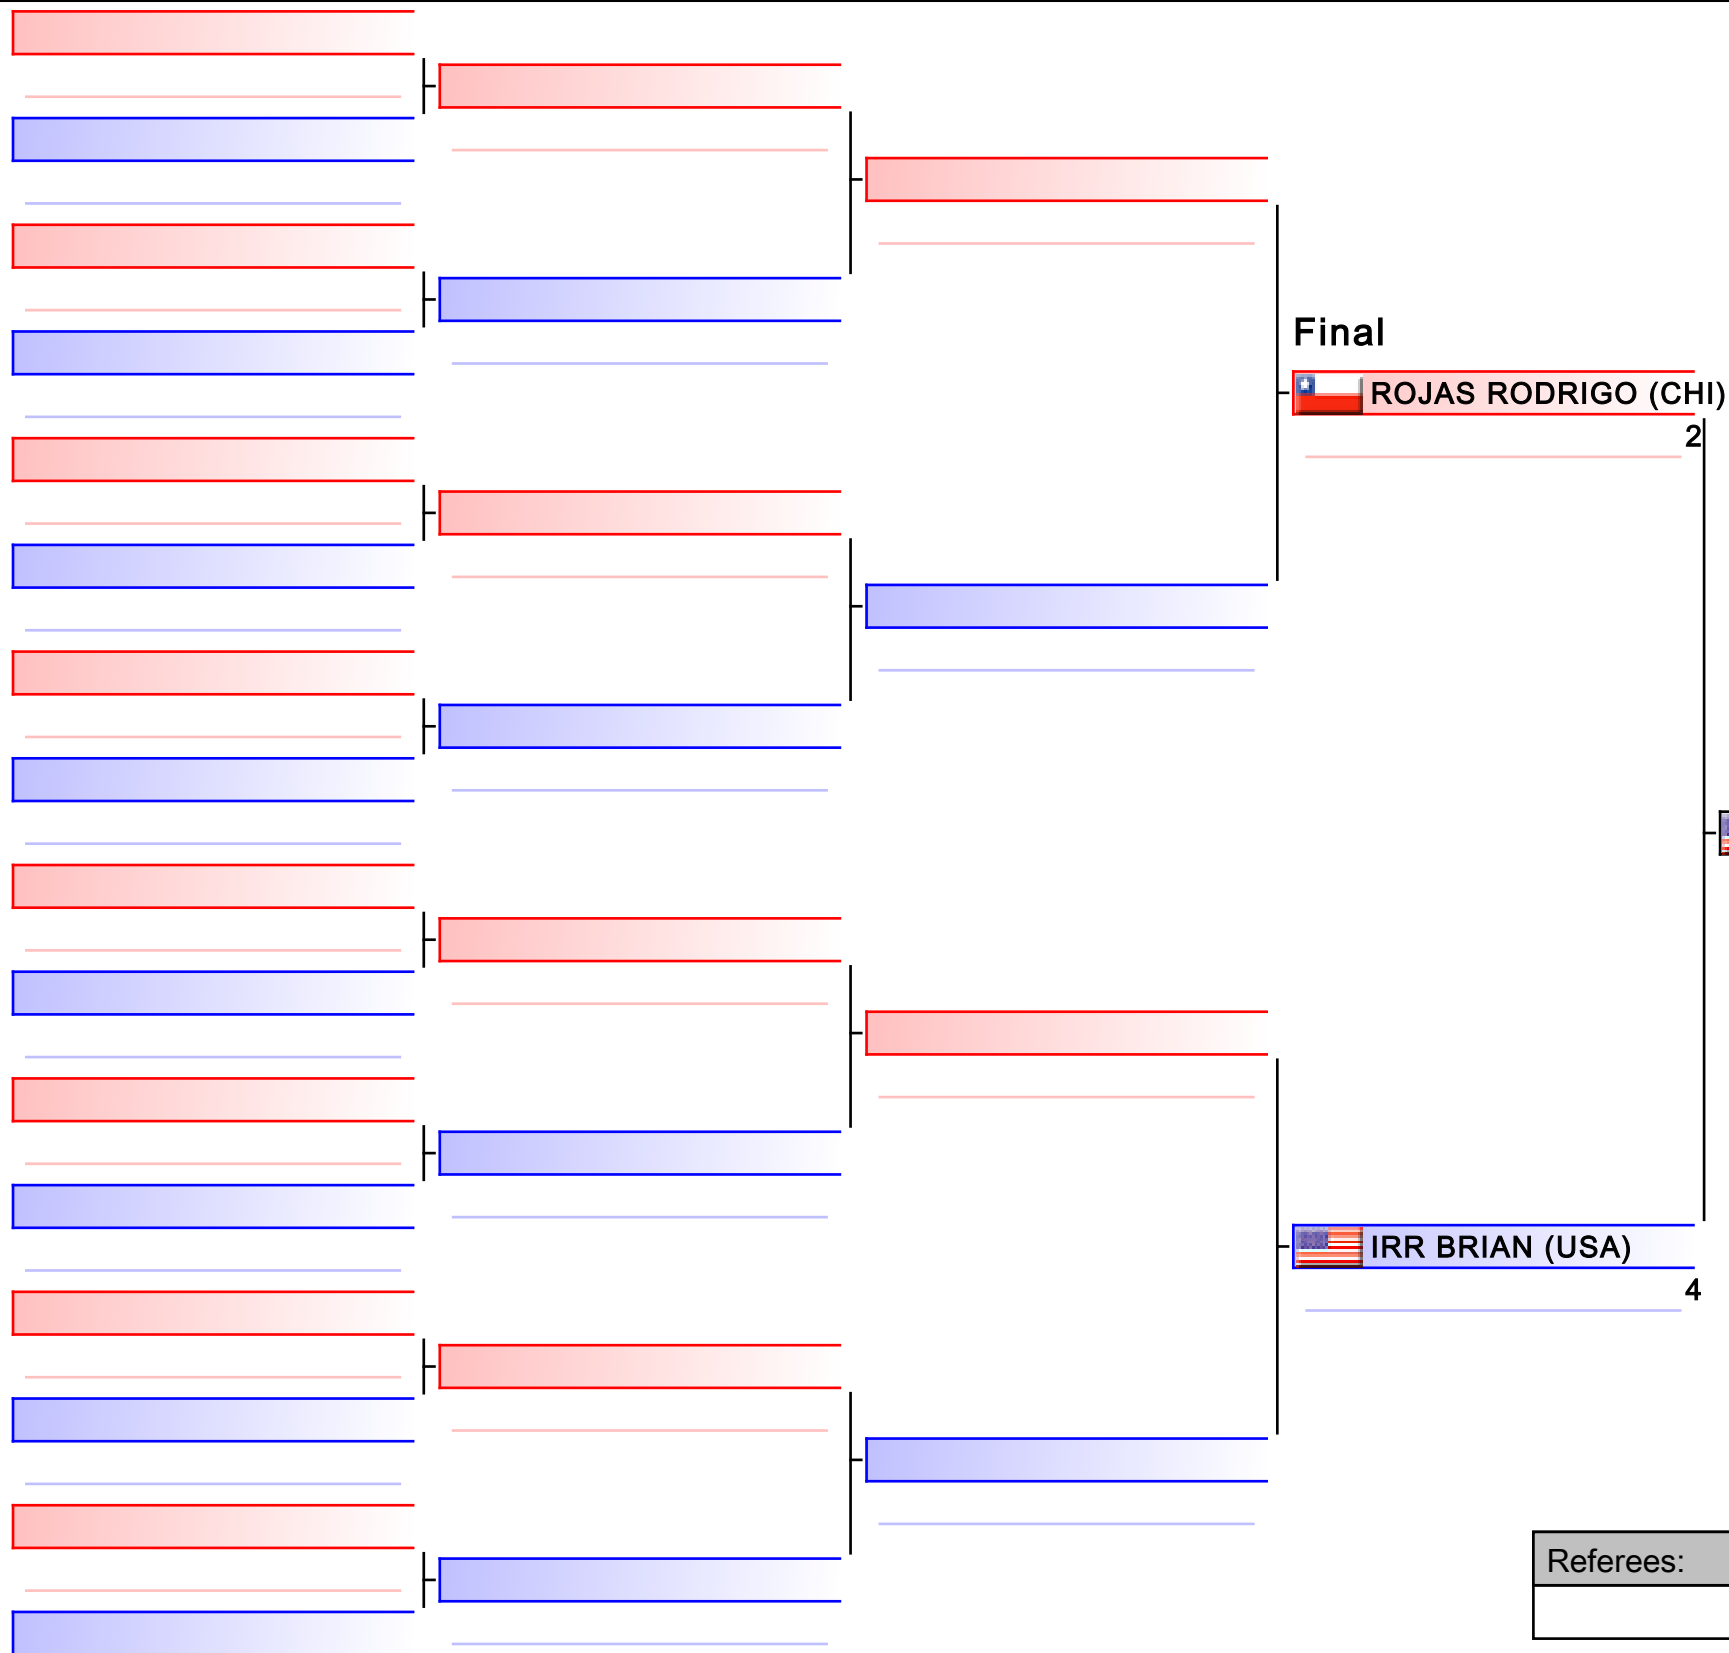 Final
ROJAS RODRIGO (CHI)
2
IRR BRIAN (USA)
4
Referees: